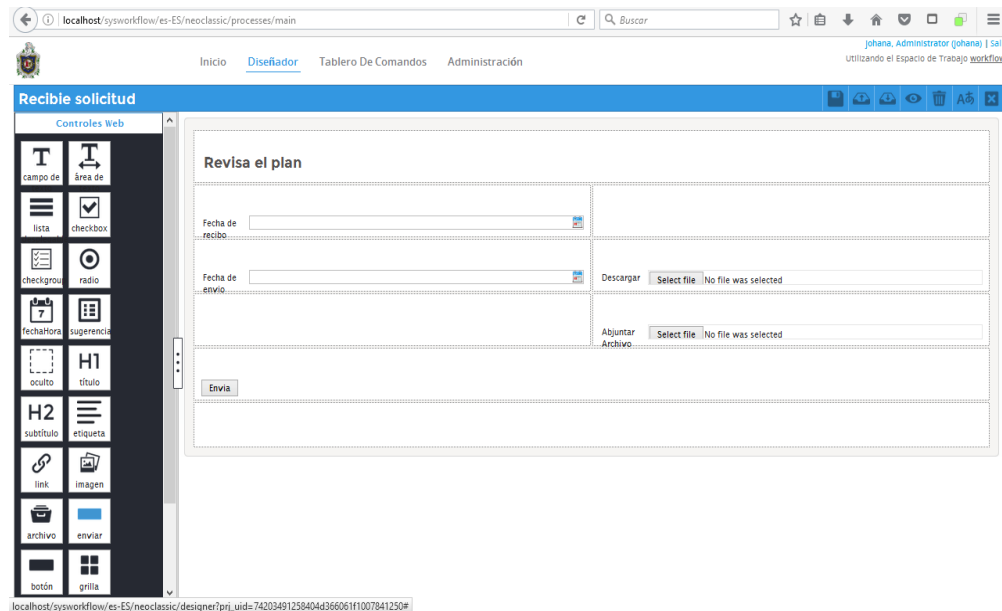 localhost/sysworkflow/es-ES/neoclassic/processes/main
Buscar
Johana, Administrator (johana) | Sal
Utilizando el Espacio de Trabajo workflow
Inicio Diseñador Tablero De Comandos Administración
Recibie solicitud
Controles Web
campo de
área de
lista
checkbox
checkgrou
radio
fechaHora
sugerencia
oculto
título
H1
H2
subtítulo
etiqueta
link
imagen
archivo
enviar
botón
grilla
Revisa el plan
Fecha de
recibo
Fecha de
envio
Descargar Select file No file was selected
Abjuntar
Archivo
Select file No file was selected
Envia
localhost/sysworkflow/es-ES/neoclassic/designer?prj_uid=74203491258404d366061f1007841250#